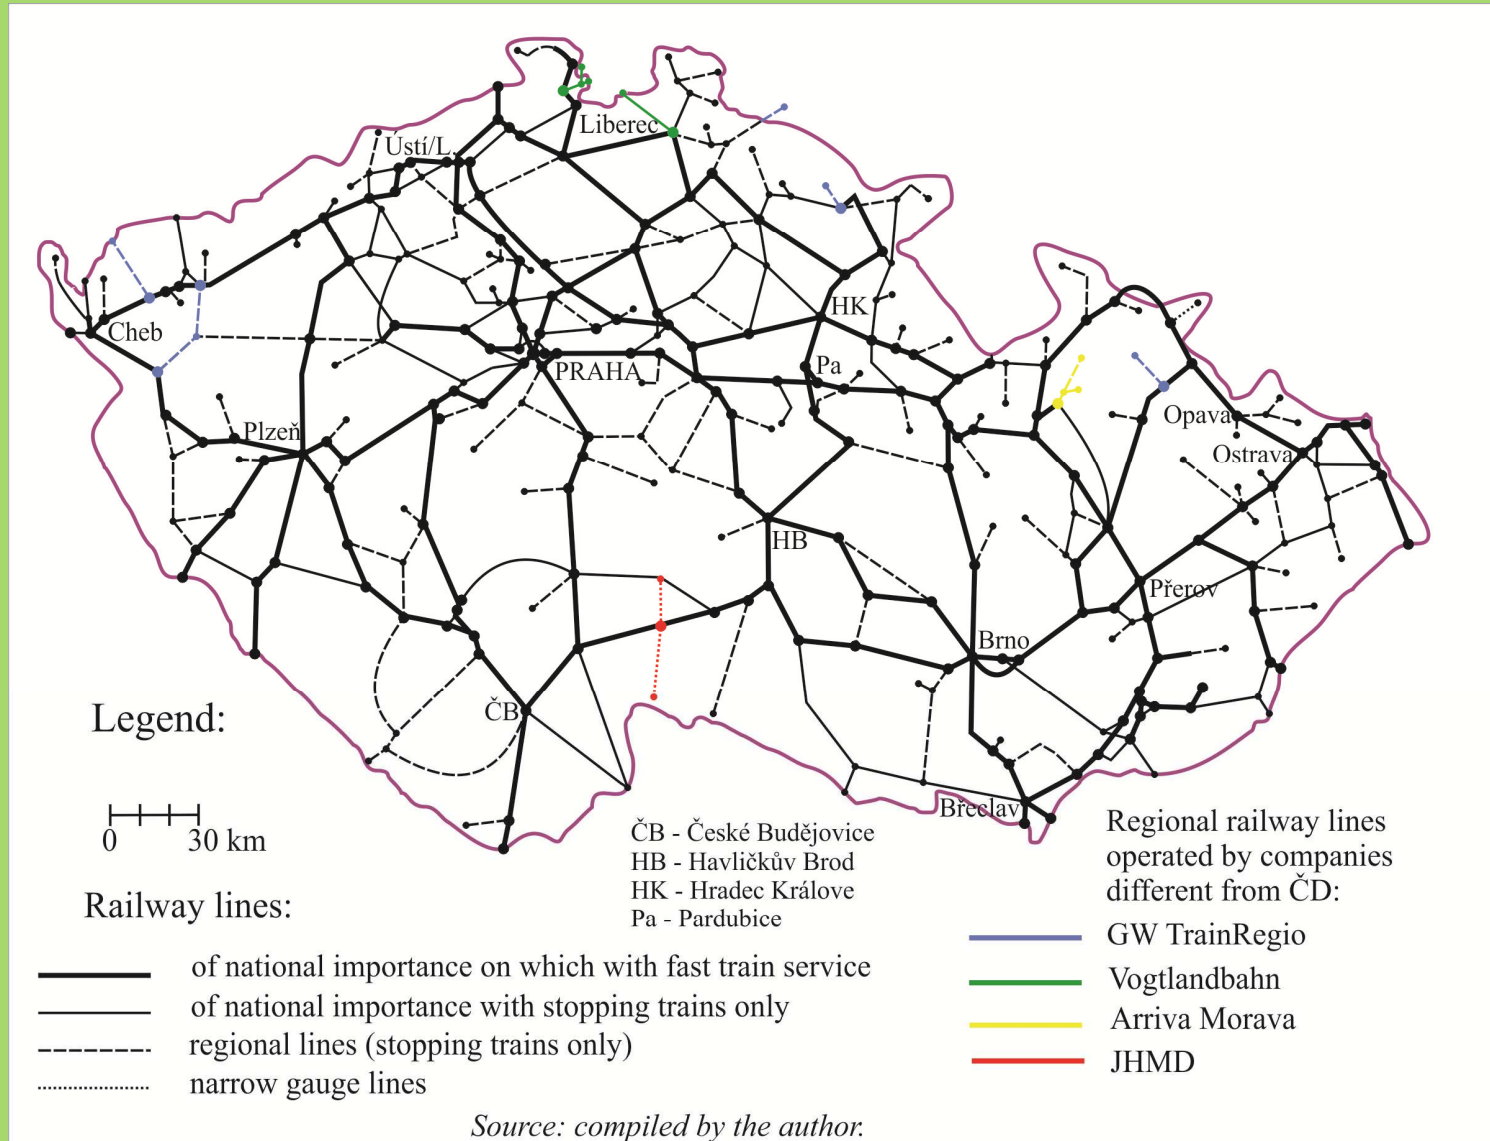 Liberec
Ústí/L
Cheb
HK
PRAHA
Pa
Plzeň
Opava
Ostrava
HB
Přerov
Brno
ČB
Břeclav
Legend:
0 30 km
ČB - České Budějovice
HB - Havličkův Brod
HK - Hradec Králove
Pa - Pardubice
Railway lines:
of national importance on which with fast train service
of national importance with stopping trains only
regional lines (stopping trains only)
narrow gauge lines
Regional railway lines
operated by companies
different from ČD:
GW TrainRegio
Vogtlandbahn
Arriva Morava
JHMD
Source: compiled by the author.